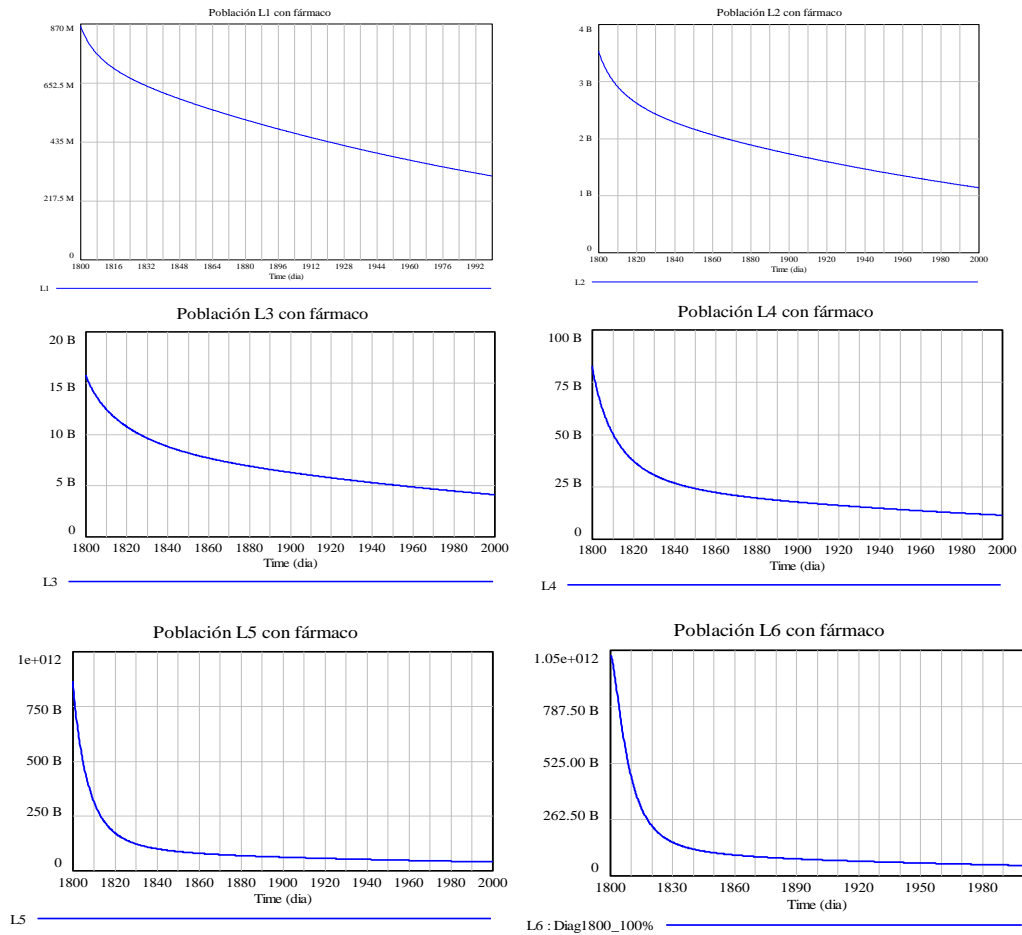 Población L1 con fármaco
870 M
652.5 M
435 M
217.5 M
0
1800 1816 1832 1848 1864 1880 1896 1912 1928 1944 1960 1976 1992
Time (dia)
L1
Población L2 con fármaco
4 B
3 B
2 B
1 B
0
1800 1820 1840 1860 1880 1900 1920 1940 1960 1980 2000
Time (dia)
L2
Población L3 con fármaco
20 B
15 B
10 B
5 B
0
1800 1820 1840 1860 1880 1900 1920 1940 1960 1980 2000
Time (dia)
L3
Población L4 con fármaco
100 B
75 B
50 B
25 B
0
1800 1820 1840 1860 1880 1900 1920 1940 1960 1980 2000
Time (dia)
L4
Población L5 con fármaco
1e+012
750 B
500 B
250 B
0
1800 1820 1840 1860 1880 1900 1920 1940 1960 1980 2000
Time (dia)
L5
Población L6 con fármaco
1.05e+012
787.50 B
525.00 B
262.50 B
0
1800 1830 1860 1890 1920 1950 1980
Time (dia)
L6 : Diag1800_100%